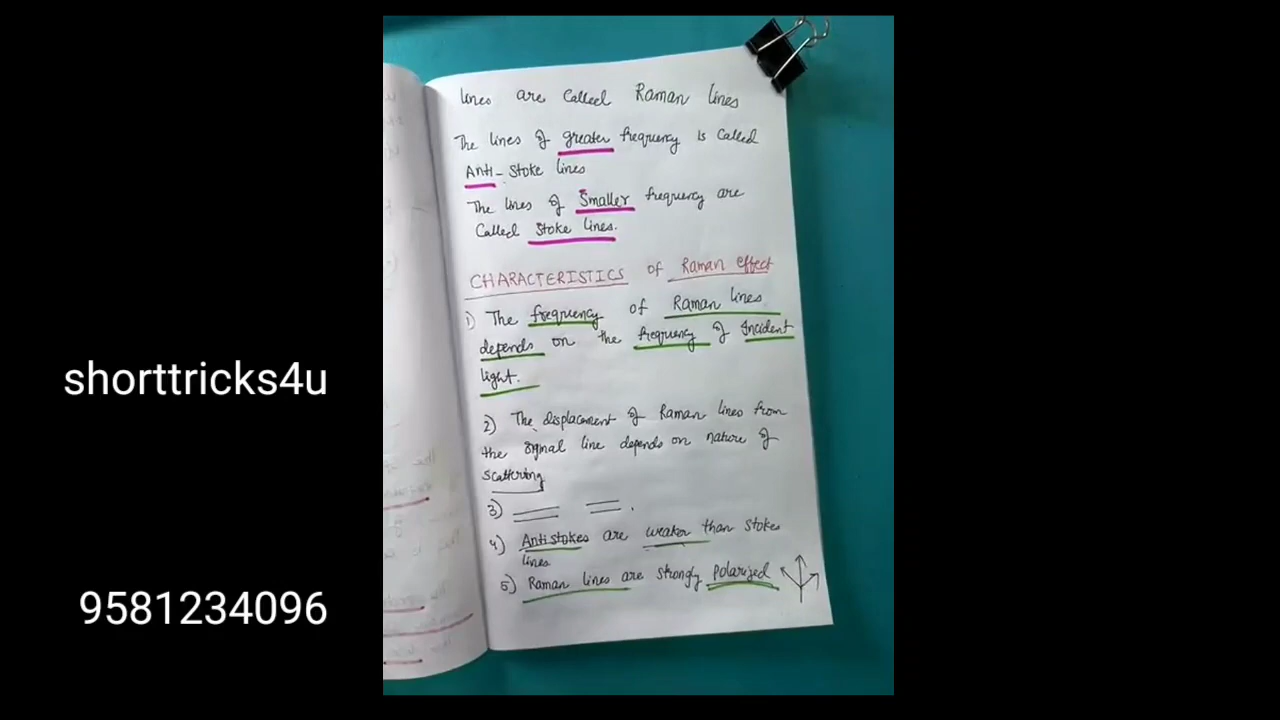 lines are called Raman lines
The lines of greater frequency is called
Anti-Stoke lines
The lines of Smaller frequency are
Called Stoke lines.
CHARACTERISTICS of Raman effect
1) The frequency of Raman lines
depends on the frequency of Incident
light.
2) The displacement of Raman lines from
the signal line depends on nature of
scattering
3)
4) Antistokes are weaker than Stokes
lines
5) Raman lines are strongly polarized
shorttricks4u
9581234096